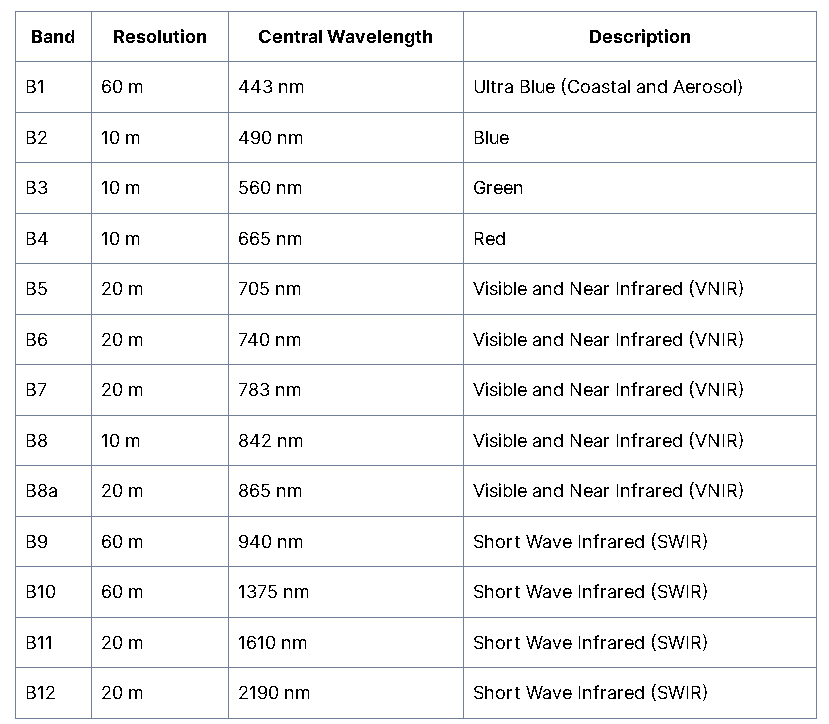 Band Resolution Central Wavelength Description
B1 60 m 443 nm Ultra Blue (Coastal and Aerosol)
B2 10 m 490 nm Blue
B3 10 m 560 nm Green
B4 10 m 665 nm Red
B5 20 m 705 nm Visible and Near Infrared (VNIR)
B6 20 m 740 nm Visible and Near Infrared (VNIR)
B7 20 m 783 nm Visible and Near Infrared (VNIR)
B8 10 m 842 nm Visible and Near Infrared (VNIR)
B8a 20 m 865 nm Visible and Near Infrared (VNIR)
B9 60 m 940 nm Short Wave Infrared (SWIR)
B10 60 m 1375 nm Short Wave Infrared (SWIR)
B11 20 m 1610 nm Short Wave Infrared (SWIR)
B12 20 m 2190 nm Short Wave Infrared (SWIR)